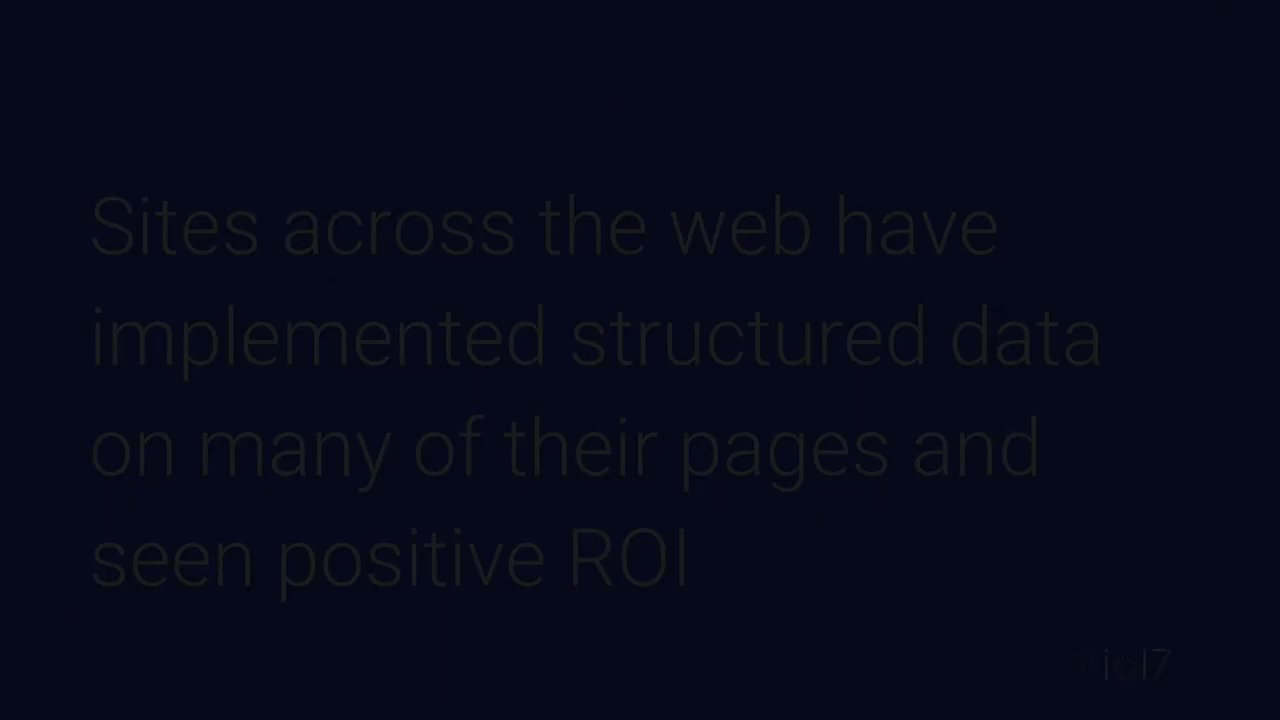 Sites across the web have
implemented structured data
on many of their pages and
seen positive ROI